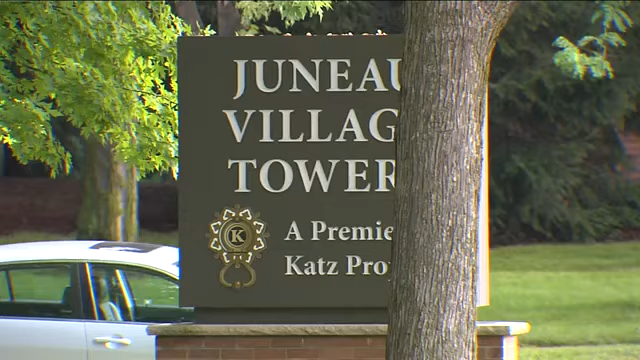 JUNEAU
VILLAG
TOWER
K
A Premie
Katz Pro